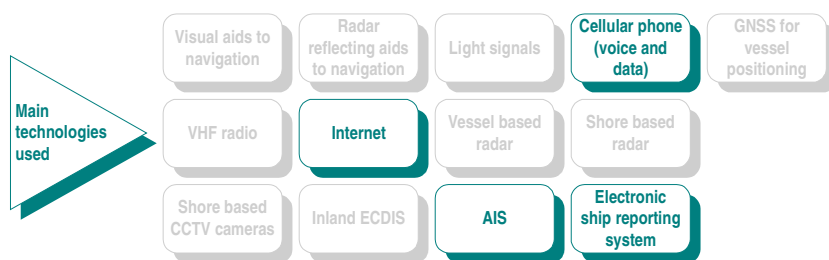 Main
technologies
used
Visual aids to
navigation
Radar
reflecting aids
to navigation
Light signals
Cellular phone
(voice and
data)
GNSS for
vessel
positioning
VHF radio
Internet
Vessel based
radar
Shore based
radar
Shore based
CCTV cameras
Inland ECDIS
AIS
Electronic
ship reporting
system